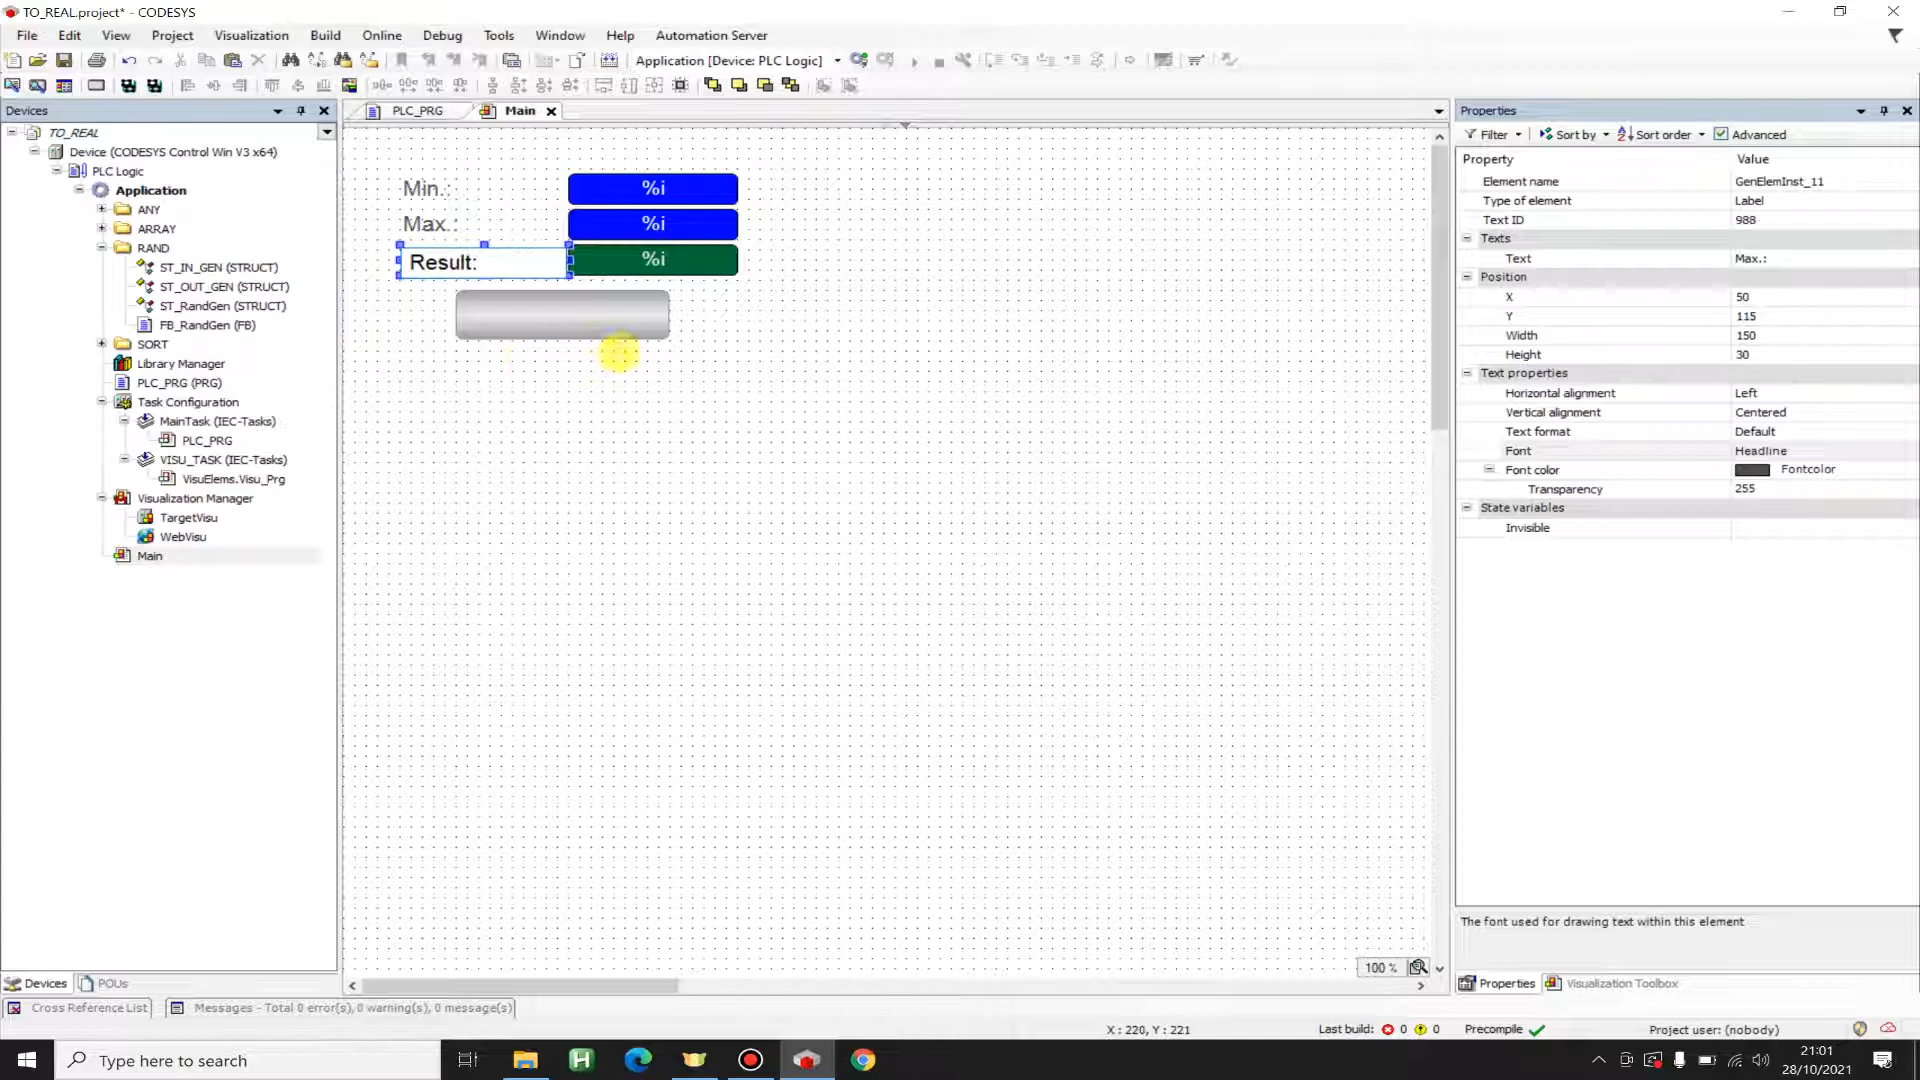 TO_REAL.project* - CODESYS
File Edit View Project Visualization Build Online Debug Tools Window Help Automation Server
Application [Device: PLC Logic]
Devices
TO_REAL
Device (CODESYS Control Win V3 x64)
PLC Logic
Application
ANY
ARRAY
RAND
ST_IN_GEN (STRUCT)
ST_OUT_GEN (STRUCT)
ST_RandGen (STRUCT)
FB_RandGen (FB)
SORT
Library Manager
PLC_PRG (PRG)
Task Configuration
MainTask (IEC-Tasks)
PLC_PRG
VISU_TASK (IEC-Tasks)
VisuElems.Visu_Prg
Visualization Manager
TargetVisu
WebVisu
Main
Devices POUs
PLC_PRG Main
Min.: %i
Max.: %i
Result: %i
100 %
Properties
Filter Sort by Sort order Advanced
Property Value
Element name GenElemInst_11
Type of element Label
Text ID 988
Texts
Text Max.:
Position
X 50
Y 115
Width 150
Height 30
Text properties
Horizontal alignment Left
Vertical alignment Centered
Text format Default
Font Headline
Font color Fontcolor
Transparency 255
State variables
Invisible
The font used for drawing text within this element
Properties Visualization Toolbox
Cross Reference List Messages - Total 0 error(s), 0 warning(s), 0 message(s)
X : 220, Y : 221 Last build: 0 0 Precompile Project user: (nobody)
Type here to search
21:01
28/10/2021